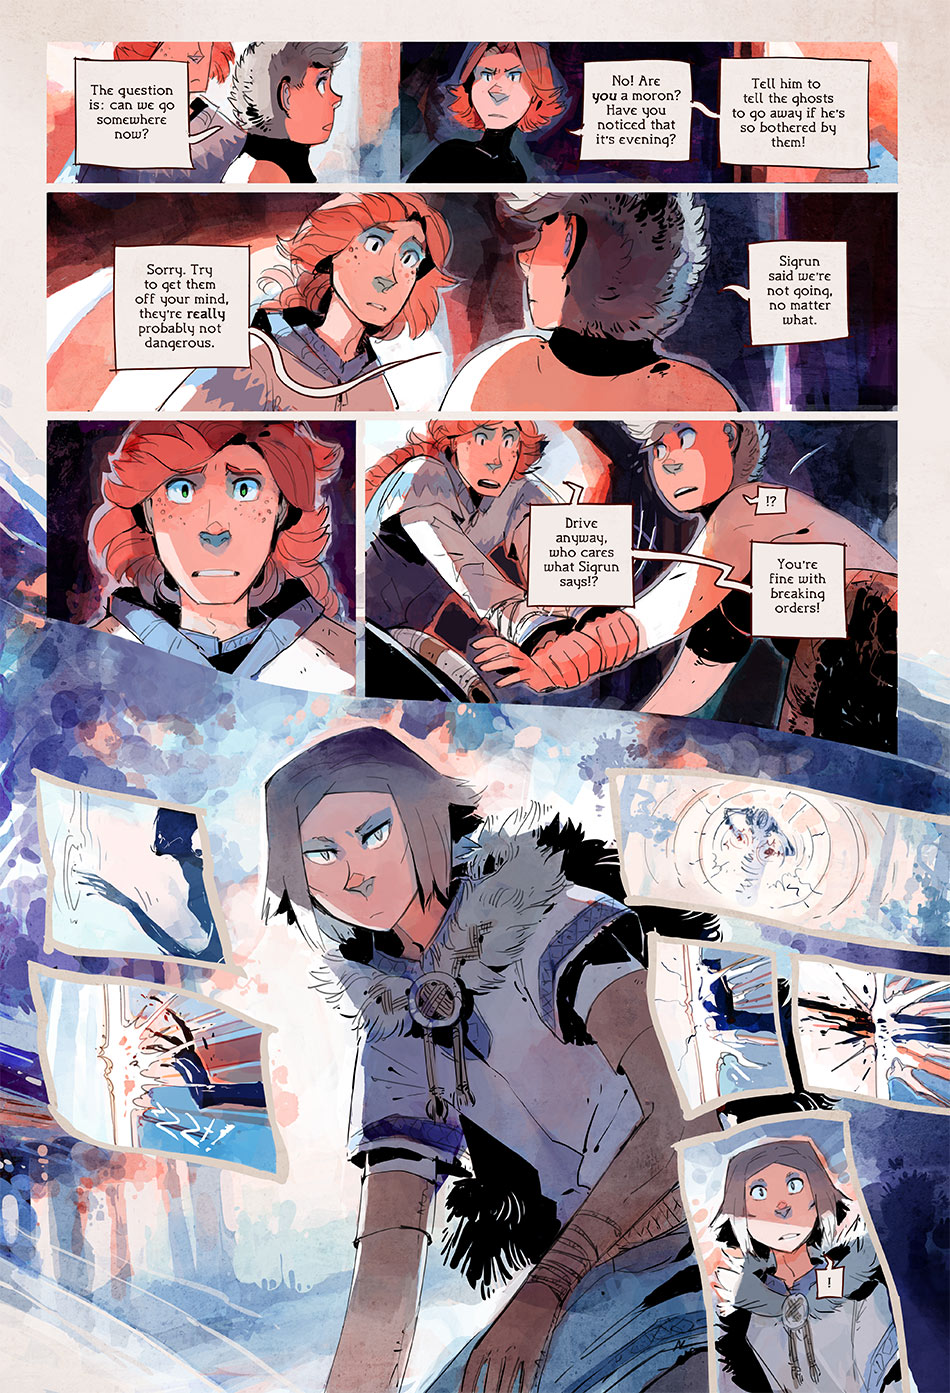 The question
is: can we go
somewhere
now?
No! Are
you a moron?
Have you
noticed that
it's evening?
Tell him to
tell the ghosts
to go away if he's
so bothered by
them!
Sorry. Try
to get them
off your mind,
they're really
probably not
dangerous.
Sigrun
said we're
not going,
no matter
what.
!?
Drive
anyway,
who cares
what Sigrun
says!?
You're
fine with
breaking
orders!
!